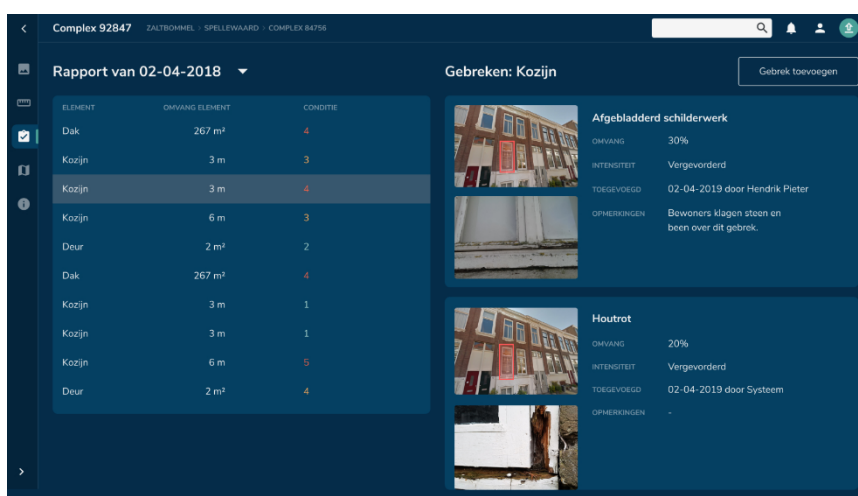 Complex 92847 ZALTBOMMEL > SPELLEWAARD > COMPLEX 84756
Rapport van 02-04-2018
ELEMENT OMVANG ELEMENT CONDITIE
Dak 267 m² 4
Kozijn 3 m 3
Kozijn 3 m 4
Kozijn 6 m 3
Deur 2 m² 2
Dak 267 m² 4
Kozijn 3 m 1
Kozijn 3 m 1
Kozijn 6 m 5
Deur 2 m² 4
Gebreken: Kozijn
Gebrek toevoegen
Afgebladderd schilderwerk
OMVANG 30%
INTENSITEIT Vergevorderd
TOEGEVOEGD 02-04-2019 door Hendrik Pieter
OPMERKINGEN Bewoners klagen steen en
been over dit gebrek.
Houtrot
OMVANG 20%
INTENSITEIT Vergevorderd
TOEGEVOEGD 02-04-2019 door Systeem
OPMERKINGEN -